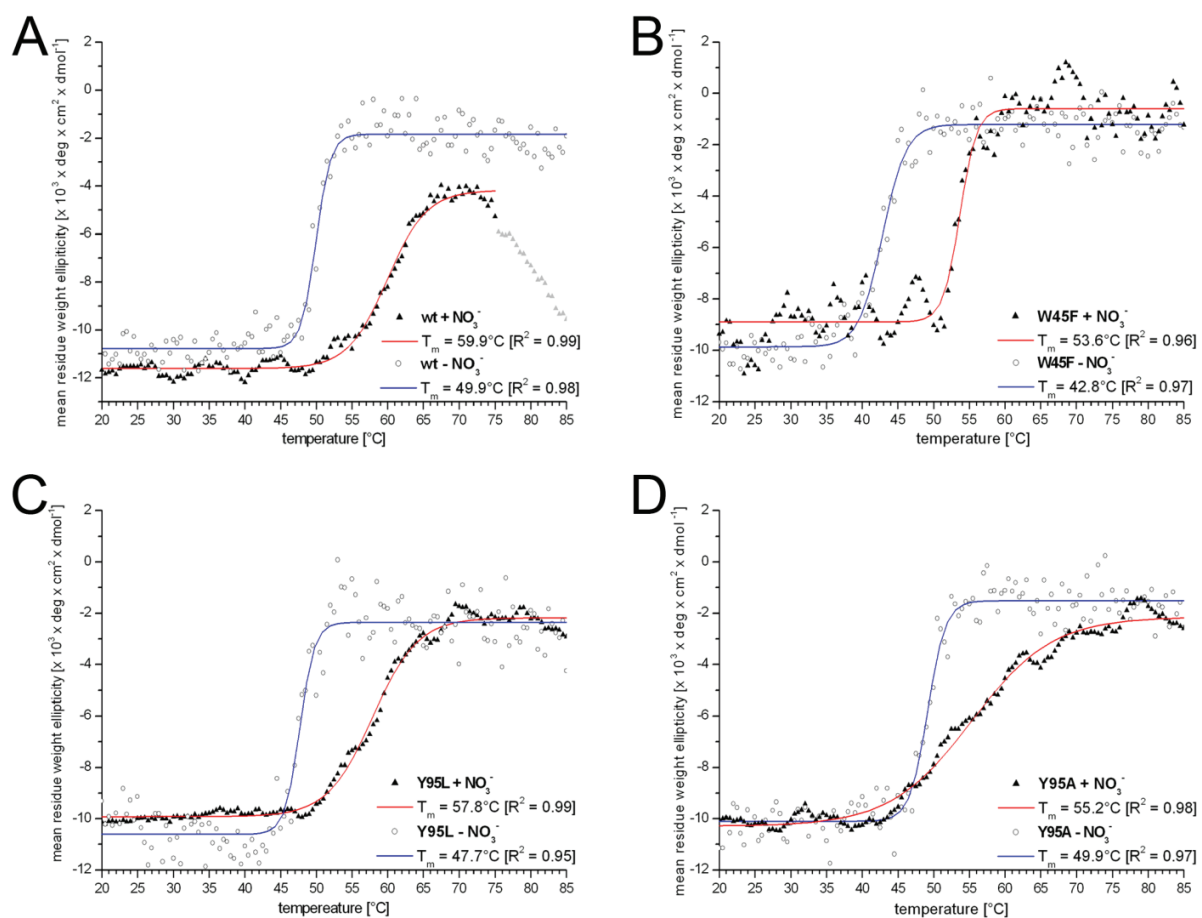 A
mean residue weight ellipiticity [x 10³ x deg x cm² x dmol⁻¹]
2
0
-2
-4
-6
-8
-10
-12
wt + NO₃⁻
Tₘ = 59.9°C [R² = 0.99]
wt - NO₃⁻
Tₘ = 49.9°C [R² = 0.98]
20 25 30 35 40 45 50 55 60 65 70 75 80 85
temperature [°C]
B
mean residue weight ellipticity [x 10³ x deg x cm² x dmol⁻¹]
2
0
-2
-4
-6
-8
-10
-12
W45F + NO₃⁻
Tₘ = 53.6°C [R² = 0.96]
W45F - NO₃⁻
Tₘ = 42.8°C [R² = 0.97]
20 25 30 35 40 45 50 55 60 65 70 75 80 85
temperature [°C]
C
mean residue weight ellipticity [x 10³ x deg x cm² x dmol⁻¹]
2
0
-2
-4
-6
-8
-10
-12
Y95L + NO₃⁻
Tₘ = 57.8°C [R² = 0.99]
Y95L - NO₃⁻
Tₘ = 47.7°C [R² = 0.95]
20 25 30 35 40 45 50 55 60 65 70 75 80 85
tempereature [°C]
D
mean residue weight ellipticity [x 10³ x deg x cm² x dmol⁻¹]
2
0
-2
-4
-6
-8
-10
-12
Y95A + NO₃⁻
Tₘ = 55.2°C [R² = 0.98]
Y95A - NO₃⁻
Tₘ = 49.9°C [R² = 0.97]
20 25 30 35 40 45 50 55 60 65 70 75 80 85
temperature [°C]